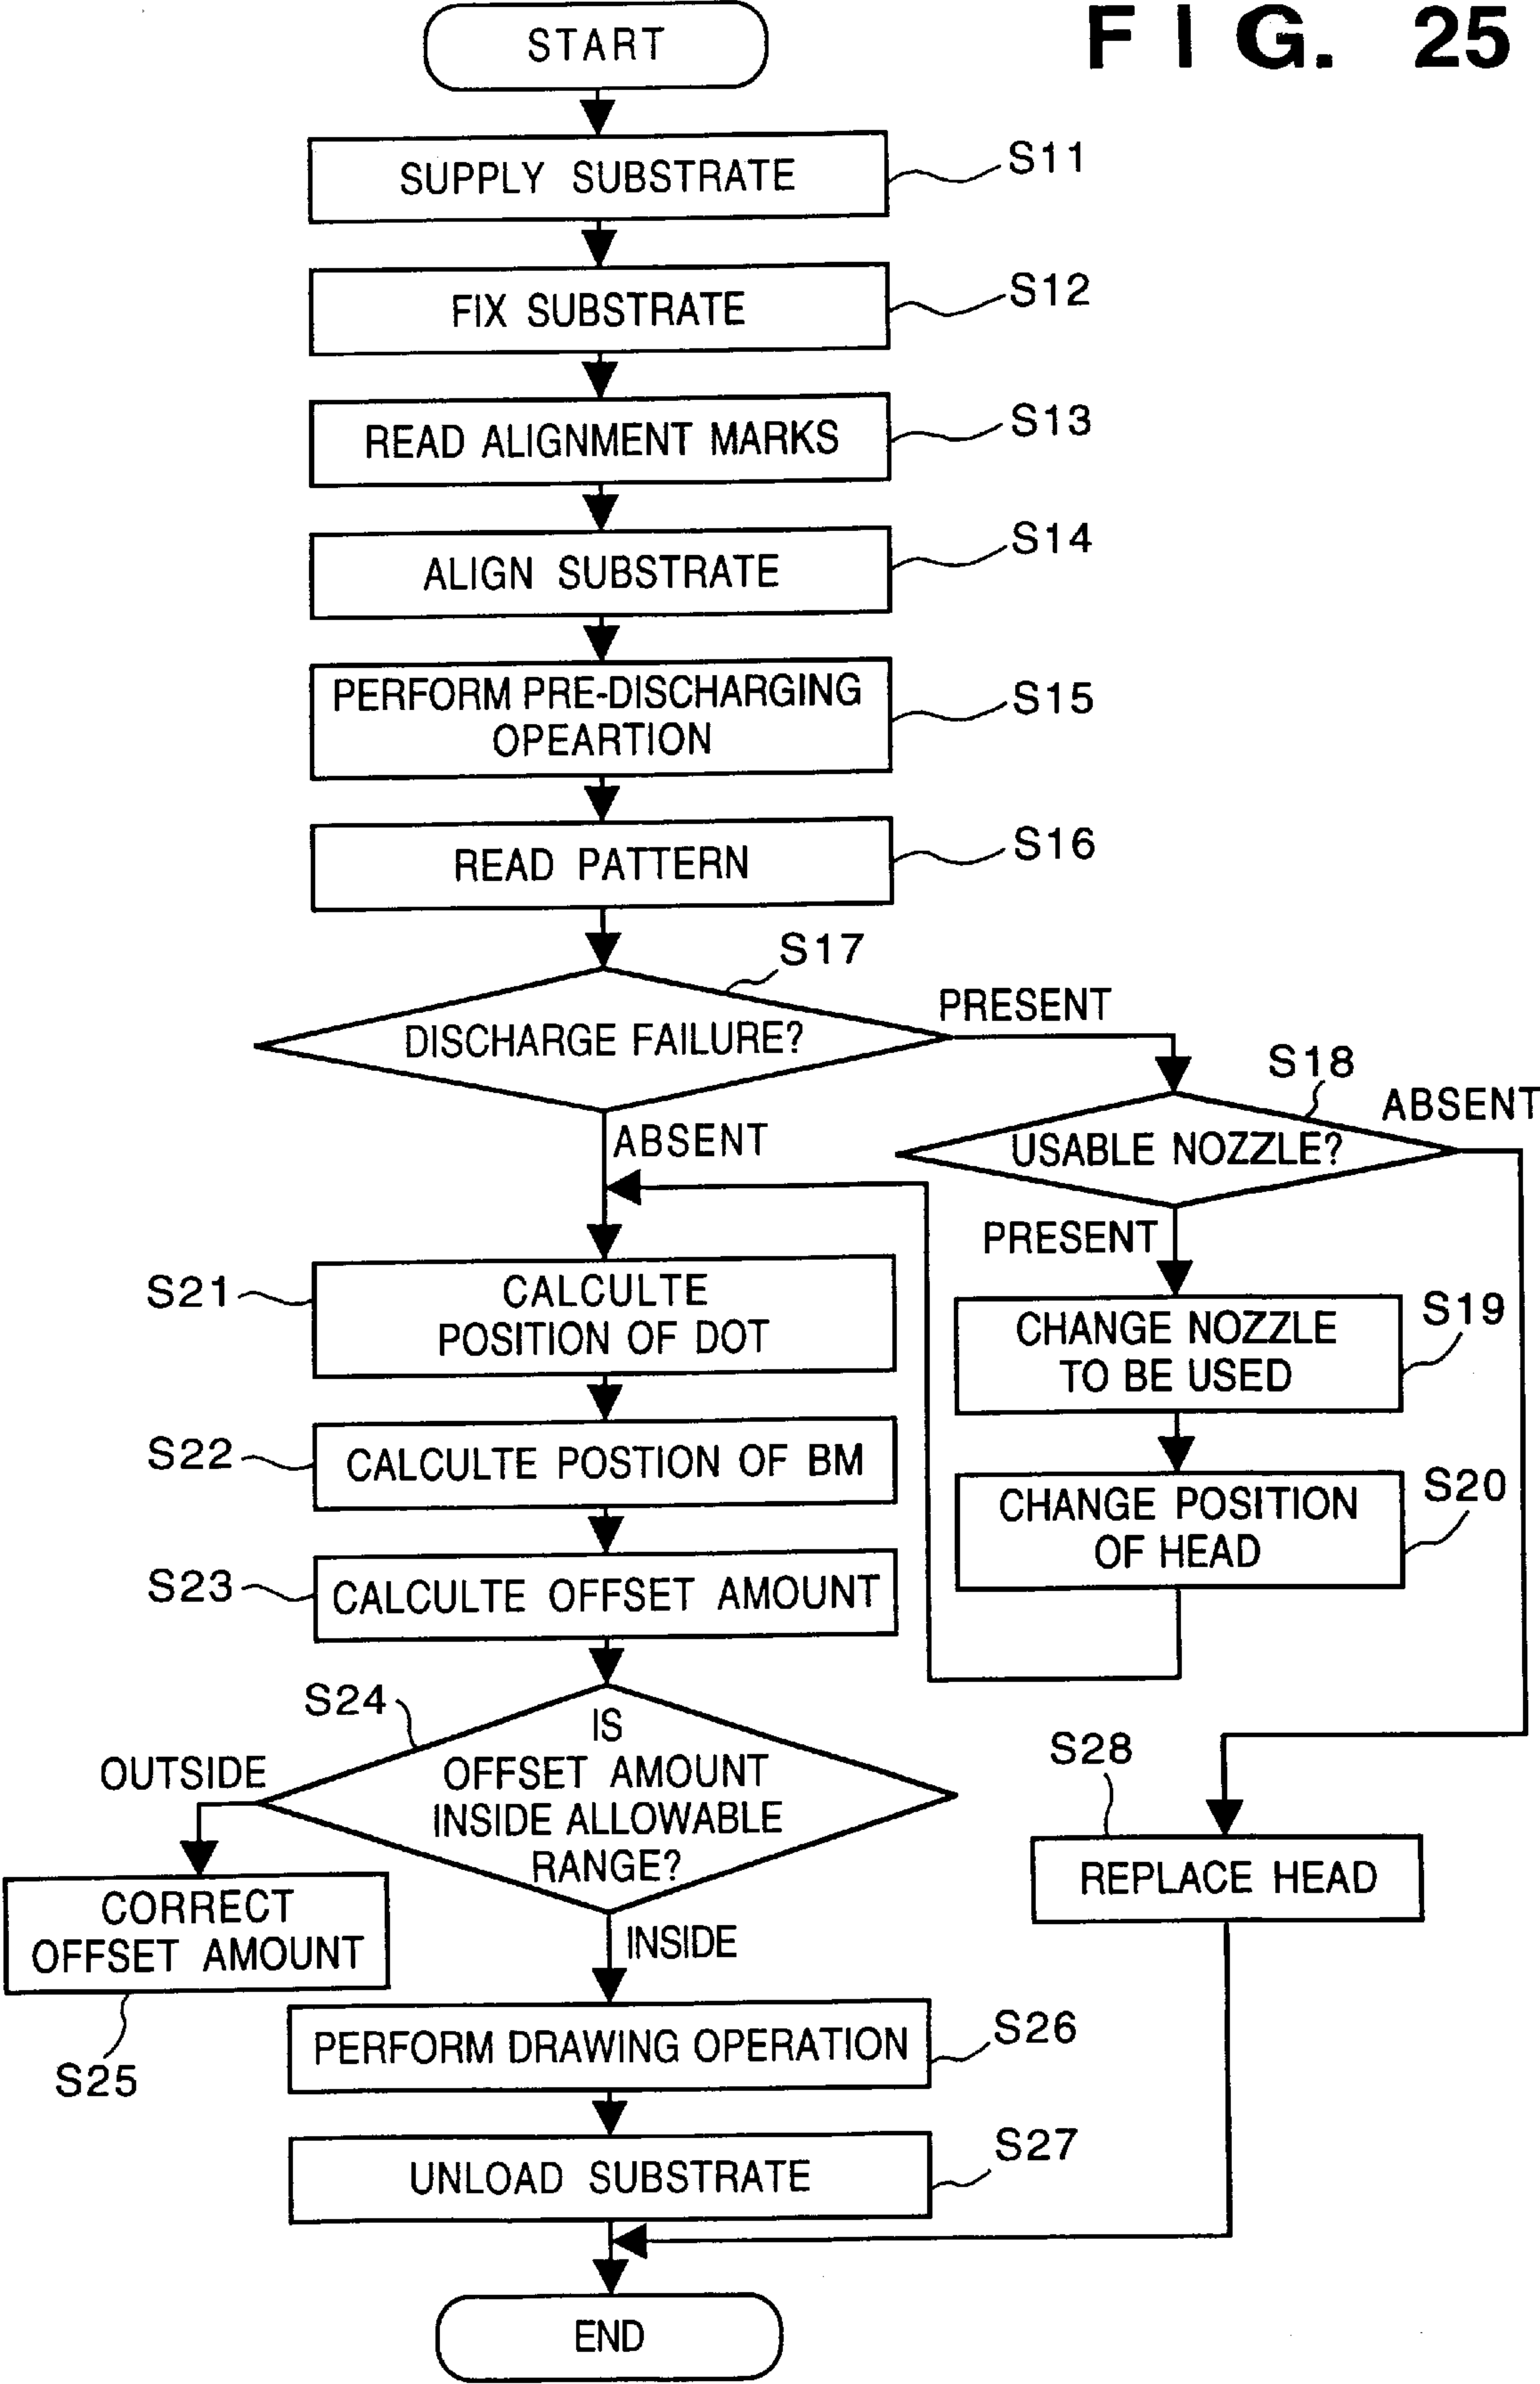 FIG. 25
START
SUPPLY SUBSTRATE
S11
FIX SUBSTRATE
S12
READ ALIGNMENT MARKS
S13
ALIGN SUBSTRATE
S14
PERFORM PRE-DISCHARGING
OPEARTION
S15
READ PATTERN
S16
S17
DISCHARGE FAILURE?
PRESENT
ABSENT
S18
USABLE NOZZLE?
ABSENT
PRESENT
CHANGE NOZZLE
TO BE USED
S19
CHANGE POSITION
OF HEAD
S20
S21
CALCULTE
POSITION OF DOT
S22
CALCULTE POSTION OF BM
S23
CALCULTE OFFSET AMOUNT
S24
IS
OFFSET AMOUNT
INSIDE ALLOWABLE
RANGE?
OUTSIDE
CORRECT
OFFSET AMOUNT
S25
INSIDE
S28
REPLACE HEAD
PERFORM DRAWING OPERATION
S26
UNLOAD SUBSTRATE
S27
END